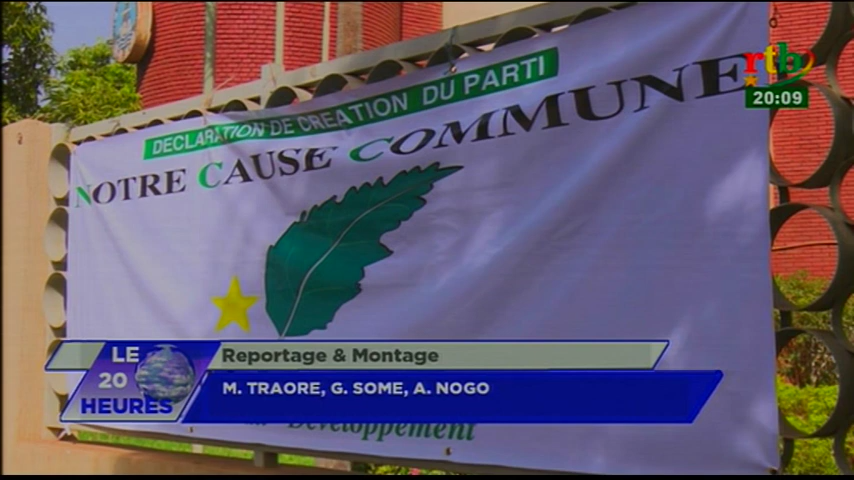 DECLARATION DE CREATION DU PARTI
NOTRE CAUSE COMMUNE
rtb
20:09
LE
20
HEURES
Reportage & Montage
M. TRAORE, G. SOME, A. NOGO
Développement